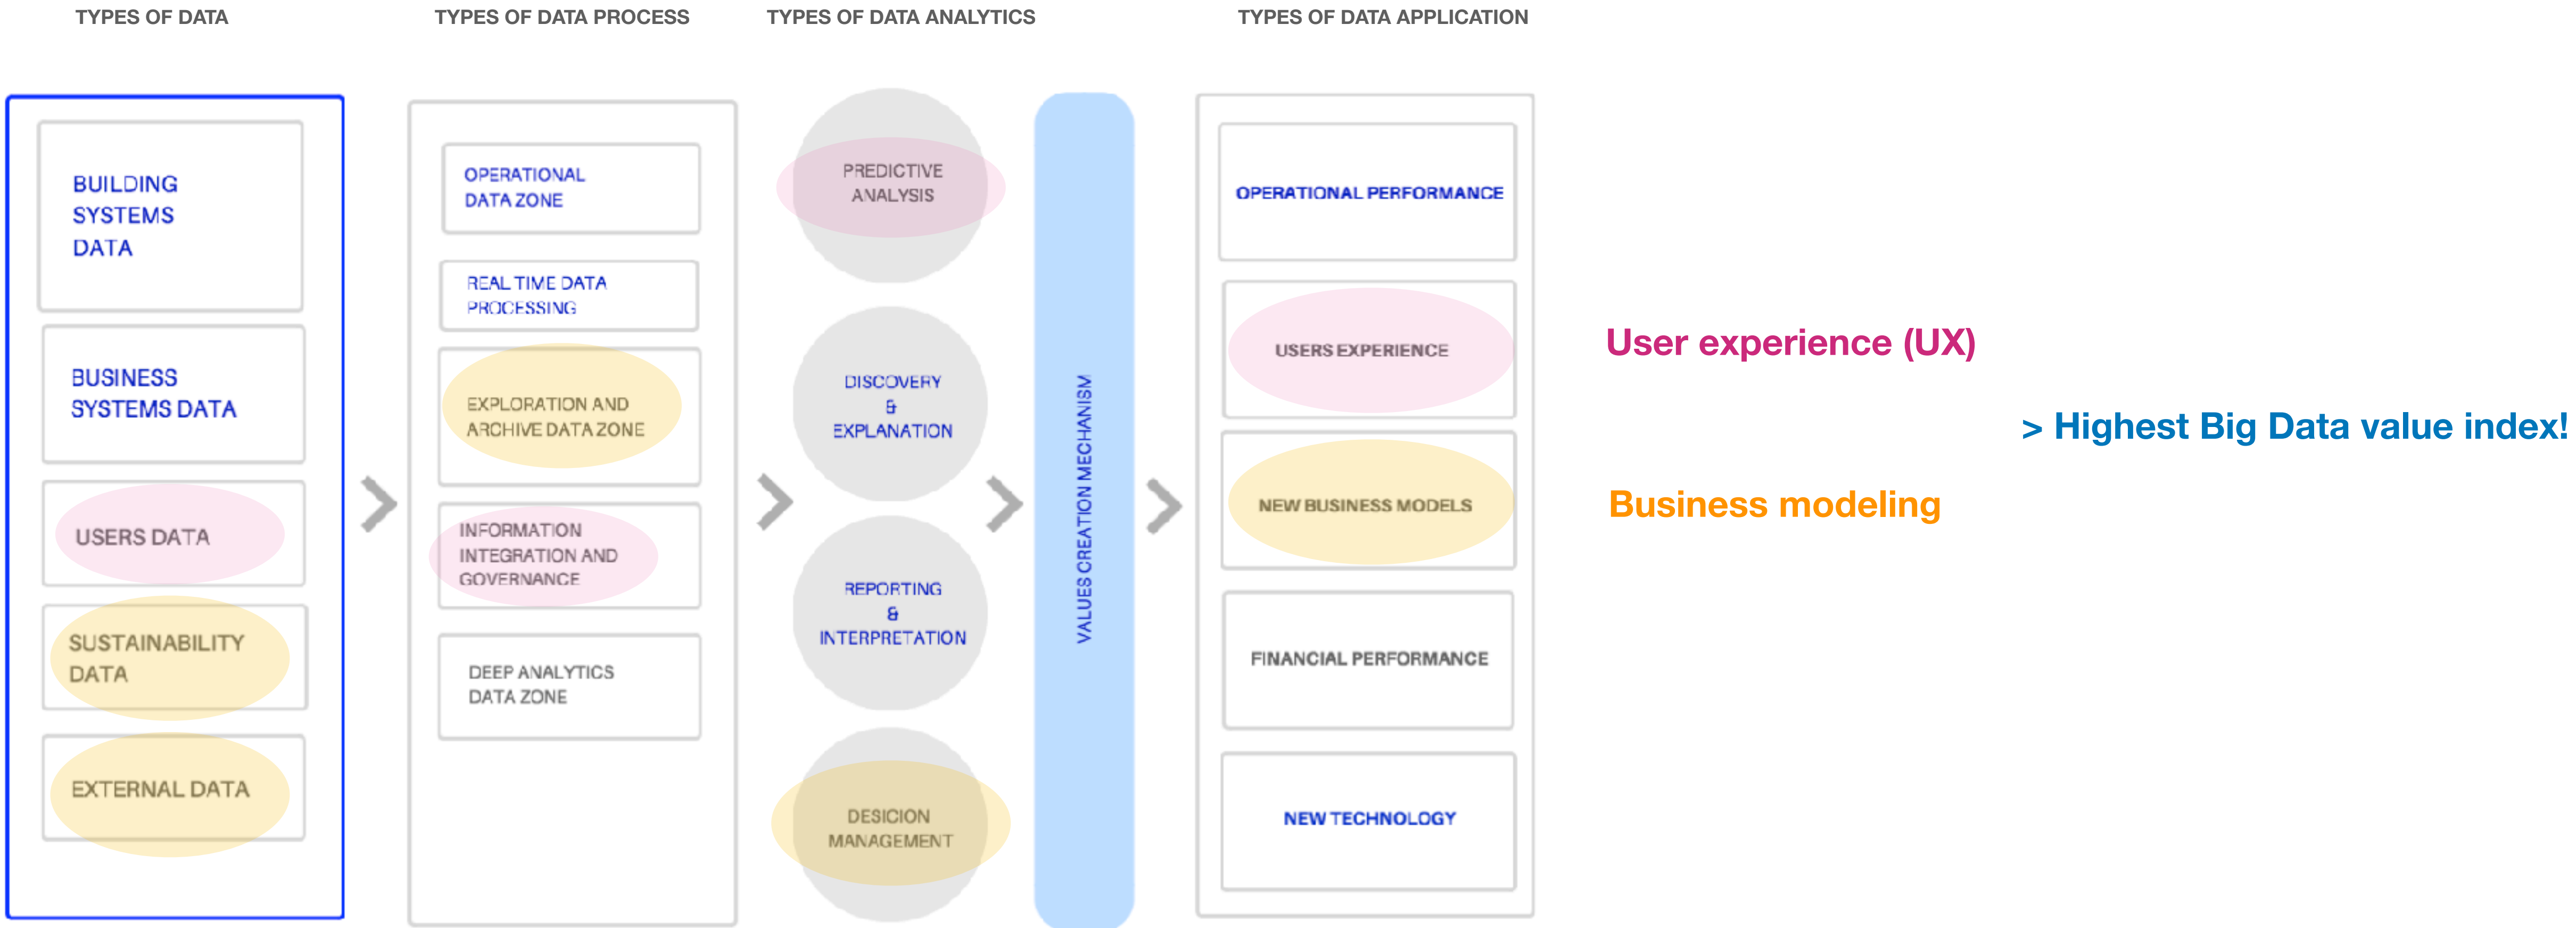 TYPES OF DATA
TYPES OF DATA PROCESS
TYPES OF DATA ANALYTICS
TYPES OF DATA APPLICATION
BUILDING
SYSTEMS
DATA
BUSINESS
SYSTEMS DATA
USERS DATA
SUSTAINABILITY
DATA
EXTERNAL DATA
OPERATIONAL
DATA ZONE
REAL TIME DATA
PROCESSING
EXPLORATION AND
ARCHIVE DATA ZONE
INFORMATION
INTEGRATION AND
GOVERNANCE
DEEP ANALYTICS
DATA ZONE
PREDICTIVE
ANALYSIS
DISCOVERY
&
EXPLANATION
REPORTING
&
INTERPRETATION
DESICION
MANAGEMENT
VALUES CREATION MECHANISM
OPERATIONAL PERFORMANCE
USERS EXPERIENCE
NEW BUSINESS MODELS
FINANCIAL PERFORMANCE
NEW TECHNOLOGY
User experience (UX)
> Highest Big Data value index!
Business modeling